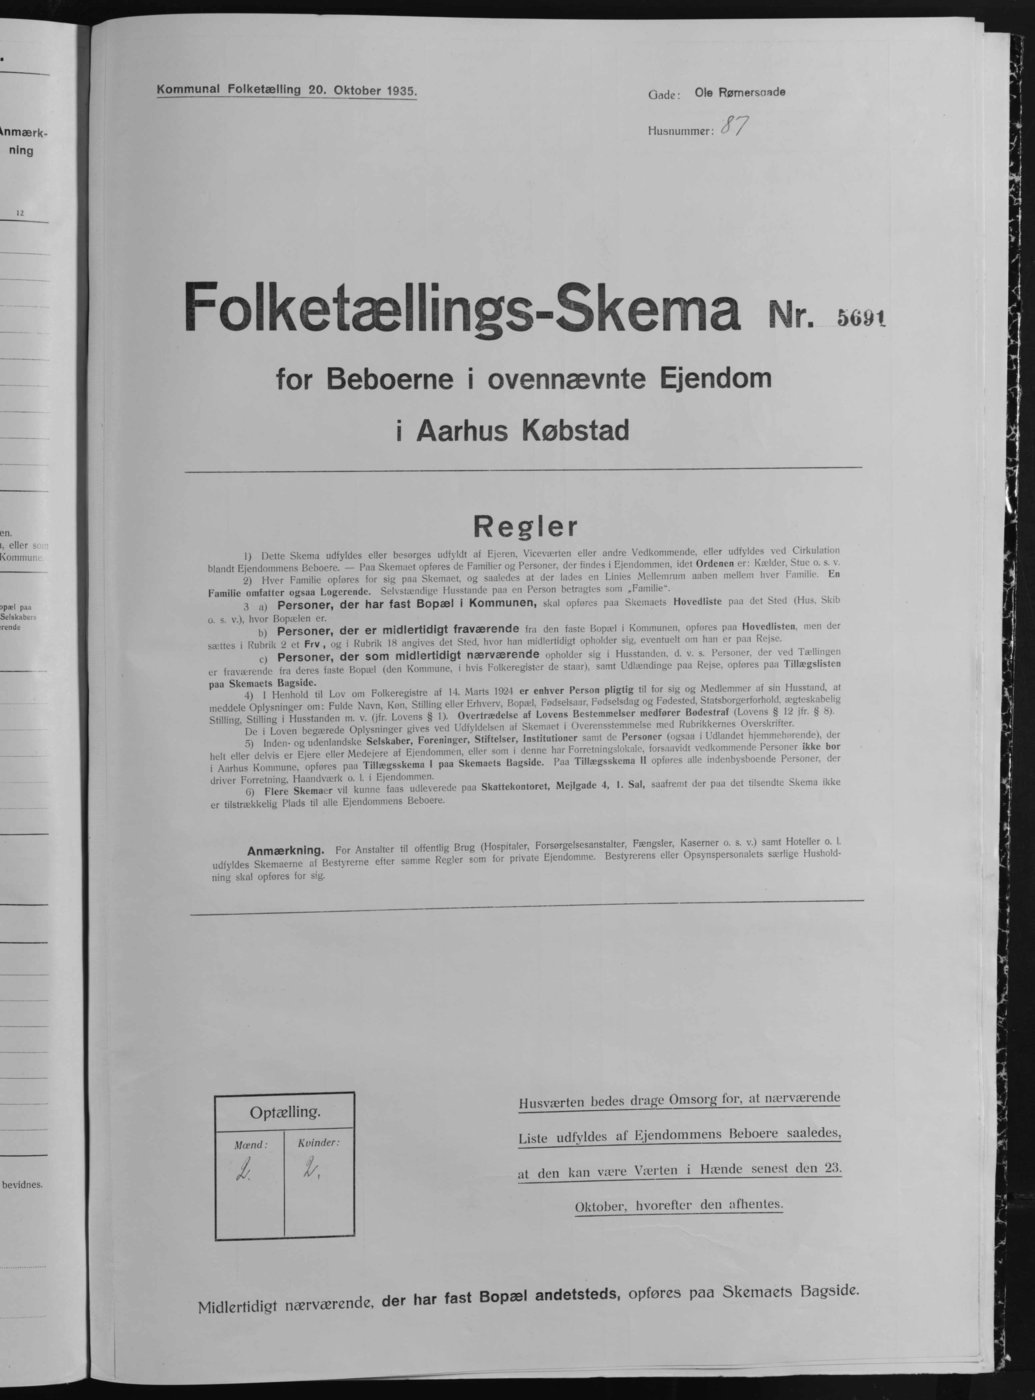 Anmærk-
ning
12
en.
, eller som
Kommune.
opæl paa
Selskabers
rende
bevidnes.
Kommunal Folketælling 20. Oktober 1935.
Gade: Ole Rømersgade
Husnummer: 87
Folketællings-Skema Nr. 5691
for Beboerne i ovennævnte Ejendom
i Aarhus Købstad
Regler
1) Dette Skema udfyldes eller besørges udfyldt af Ejeren, Viceværten eller andre Vedkommende, eller udfyldes ved Cirkulation
blandt Ejendommens Beboere. — Paa Skemaet opføres de Familier og Personer, der findes i Ejendommen, idet Ordenen er: Kælder, Stue o. s. v.
2) Hver Familie opføres for sig paa Skemaet, og saaledes at der lades en Linies Mellemrum aaben mellem hver Familie. En
Familie omfatter ogsaa Logerende. Selvstændige Husstande paa en Person betragtes som „Familie“.
3 a) Personer, der har fast Bopæl i Kommunen, skal opføres paa Skemaets Hovedliste paa det Sted (Hus, Skib
o. s. v.), hvor Bopælen er.
b) Personer, der er midlertidigt fraværende fra den faste Bopæl i Kommunen, opføres paa Hovedlisten, men der
sættes i Rubrik 2 et Frv., og i Rubrik 18 angives det Sted, hvor han midlertidigt opholder sig, eventuelt om han er paa Rejse.
c) Personer, der som midlertidigt nærværende opholder sig i Husstanden, d. v. s. Personer, der ved Tællingen
er fraværende fra deres faste Bopæl (den Kommune, i hvis Folkeregister de staar), samt Udlændinge paa Rejse, opføres paa Tillægslisten
paa Skemaets Bagside.
4) I Henhold til Lov om Folkeregistre af 14. Marts 1924 er enhver Person pligtig til for sig og Medlemmer af sin Husstand, at
meddele Oplysninger om: Fulde Navn, Køn, Stilling eller Erhverv, Bopæl, Fødselsaar, Fødselsdag og Fødested, Statsborgerforhold, ægteskabelig
Stilling, Stilling i Husstanden m. v. (jfr. Lovens § 1). Overtrædelse af Lovens Bestemmelser medfører Bødestraf (Lovens § 12 jfr. § 8).
De i Loven begærede Oplysninger gives ved Udfyldelsen af Skemaet i Overensstemmelse med Rubrikkernes Overskrifter.
5) Inden- og udenlandske Selskaber, Foreninger, Stiftelser, Institutioner samt de Personer (ogsaa i Udlandet hjemmehørende), der
helt eller delvis er Ejere eller Medejere af Ejendommen, eller som i denne har Forretningslokale, forsaavidt vedkommende Personer ikke bor
i Aarhus Kommune, opføres paa Tillægsskema I paa Skemaets Bagside. Paa Tillægsskema II opføres alle indenbysboende Personer, der
driver Forretning, Haandværk o. l. i Ejendommen.
6) Flere Skemaer vil kunne faas udleverede paa Skattekontoret, Mejlgade 4, 1. Sal, saafremt der paa det tilsendte Skema ikke
er tilstrækkelig Plads til alle Ejendommens Beboere.
Anmærkning. For Anstalter til offentlig Brug (Hospitaler, Forsørgelsesanstalter, Fængsler, Kaserner o. s. v.) samt Hoteller o. l.
udfyldes Skemaerne af Bestyrerne efter samme Regler som for private Ejendomme. Bestyrerens eller Opsynspersonalets særlige Hushold-
ning skal opføres for sig.
Optælling.
Mænd: Kvinder:
2. 2.
Husværten bedes drage Omsorg for, at nærværende
Liste udfyldes af Ejendommens Beboere saaledes,
at den kan være Værten i Hænde senest den 23.
Oktober, hvorefter den afhentes.
Midlertidigt nærværende, der har fast Bopæl andetsteds, opføres paa Skemaets Bagside.